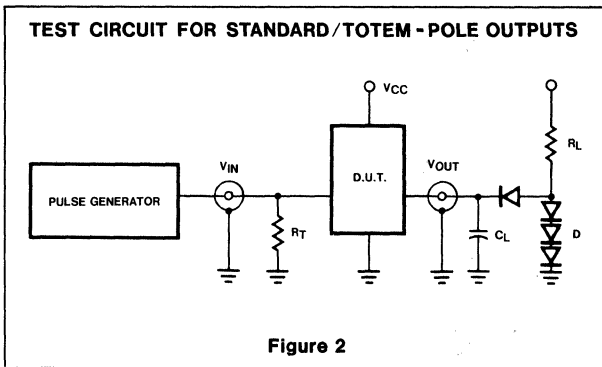 TEST CIRCUIT FOR STANDARD/TOTEM-POLE OUTPUTS
VCC
RL
VIN
VOUT
D.U.T.
PULSE GENERATOR
RT
CL
D
Figure 2